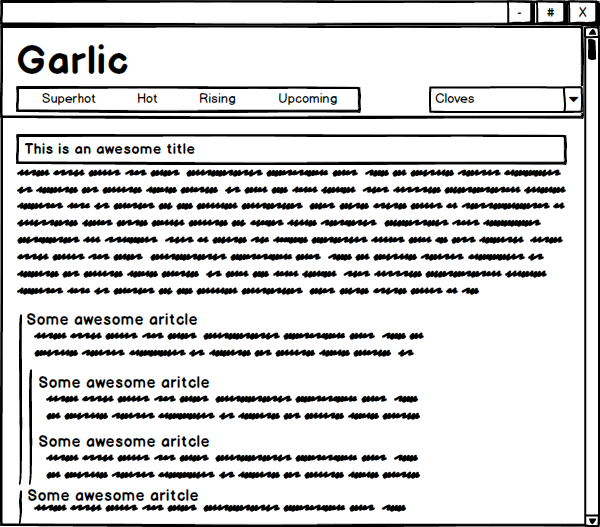 - # X
Garlic
Superhot Hot Rising Upcoming Cloves
This is an awesome title
Some awesome aritcle
Some awesome aritcle
Some awesome aritcle
Some awesome aritcle